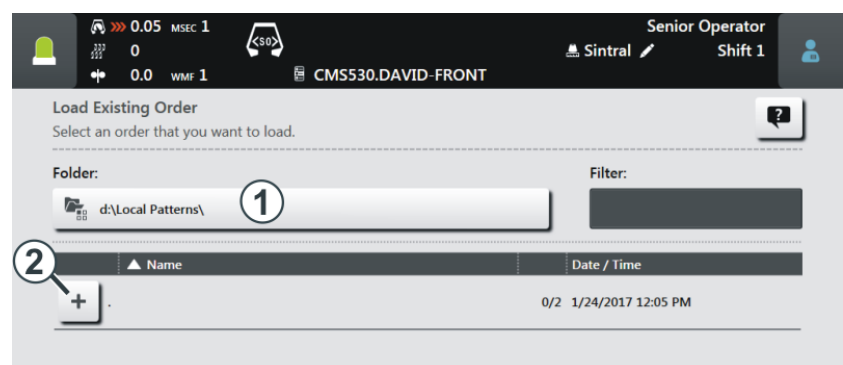 >>> 0.05 MSEC 1
<S0>
Senior Operator
0
Sintral
Shift 1
0.0 WMF 1
CMS530.DAVID-FRONT
Load Existing Order
Select an order that you want to load.
?
Folder:
Filter:
d:\Local Patterns\
1
2
Name
Date / Time
+
.
0/2
1/24/2017 12:05 PM